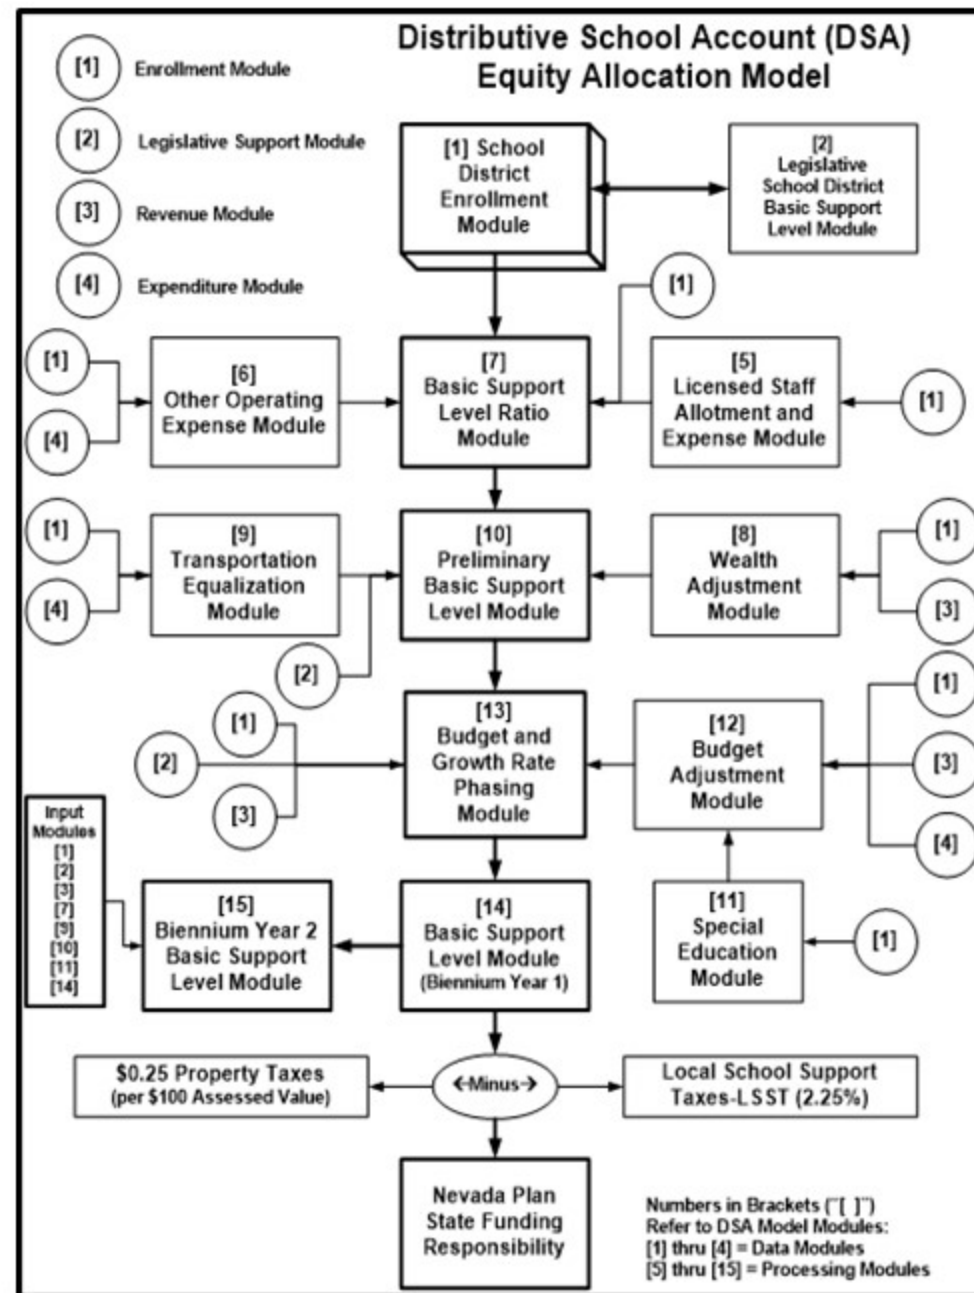 Distributive School Account (DSA)
Equity Allocation Model
[1] Enrollment Module
[2] Legislative Support Module
[3] Revenue Module
[4] Expenditure Module
[1] School
District
Enrollment
Module
[2]
Legislative
School District
Basic Support
Level Module
[1]
[1]
[4]
[6]
Other Operating
Expense Module
[7]
Basic Support
Level Ratio
Module
[5]
Licensed Staff
Allotment and
Expense Module
[1]
[1]
[4]
[9]
Transportation
Equalization
Module
[2]
[10]
Preliminary
Basic Support
Level Module
[8]
Wealth
Adjustment
Module
[1]
[3]
[1]
[2]
[3]
[13]
Budget and
Growth Rate
Phasing
Module
[12]
Budget
Adjustment
Module
[1]
[3]
[4]
Input
Modules
[1]
[2]
[3]
[7]
[9]
[10]
[11]
[14]
[15]
Biennium Year 2
Basic Support
Level Module
[14]
Basic Support
Level Module
(Biennium Year 1)
[11]
Special
Education
Module
[1]
$0.25 Property Taxes
(per $100 Assessed Value)
←Minus→
Local School Support
Taxes-LSST (2.25%)
Nevada Plan
State Funding
Responsibility
Numbers in Brackets ("[ ]")
Refer to DSA Model Modules:
[1] thru [4] = Data Modules
[5] thru [15] = Processing Modules